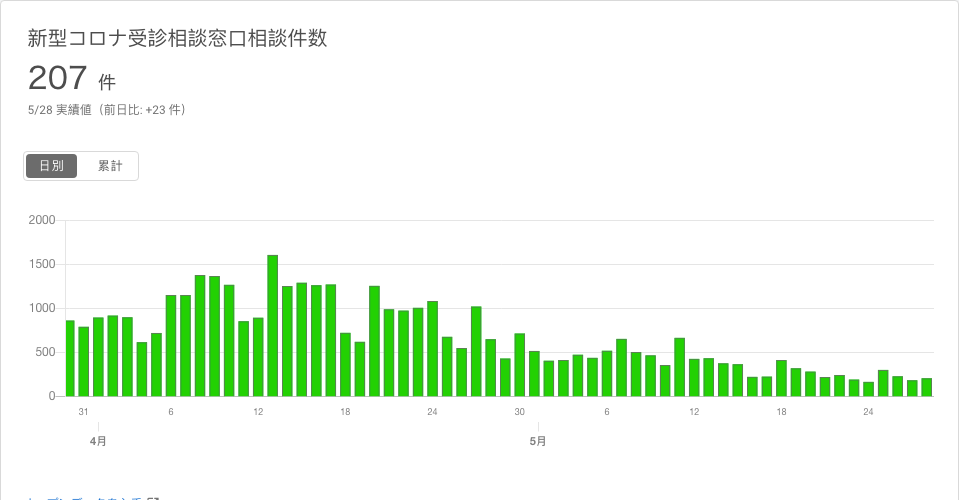 新型コロナ受診相談窓口相談件数
207 件
5/28 実績値（前日比: +23 件）
日別 累計
2000
1500
1000
500
0
31 6 12 18 24 30 6 12 18 24
4月 5月